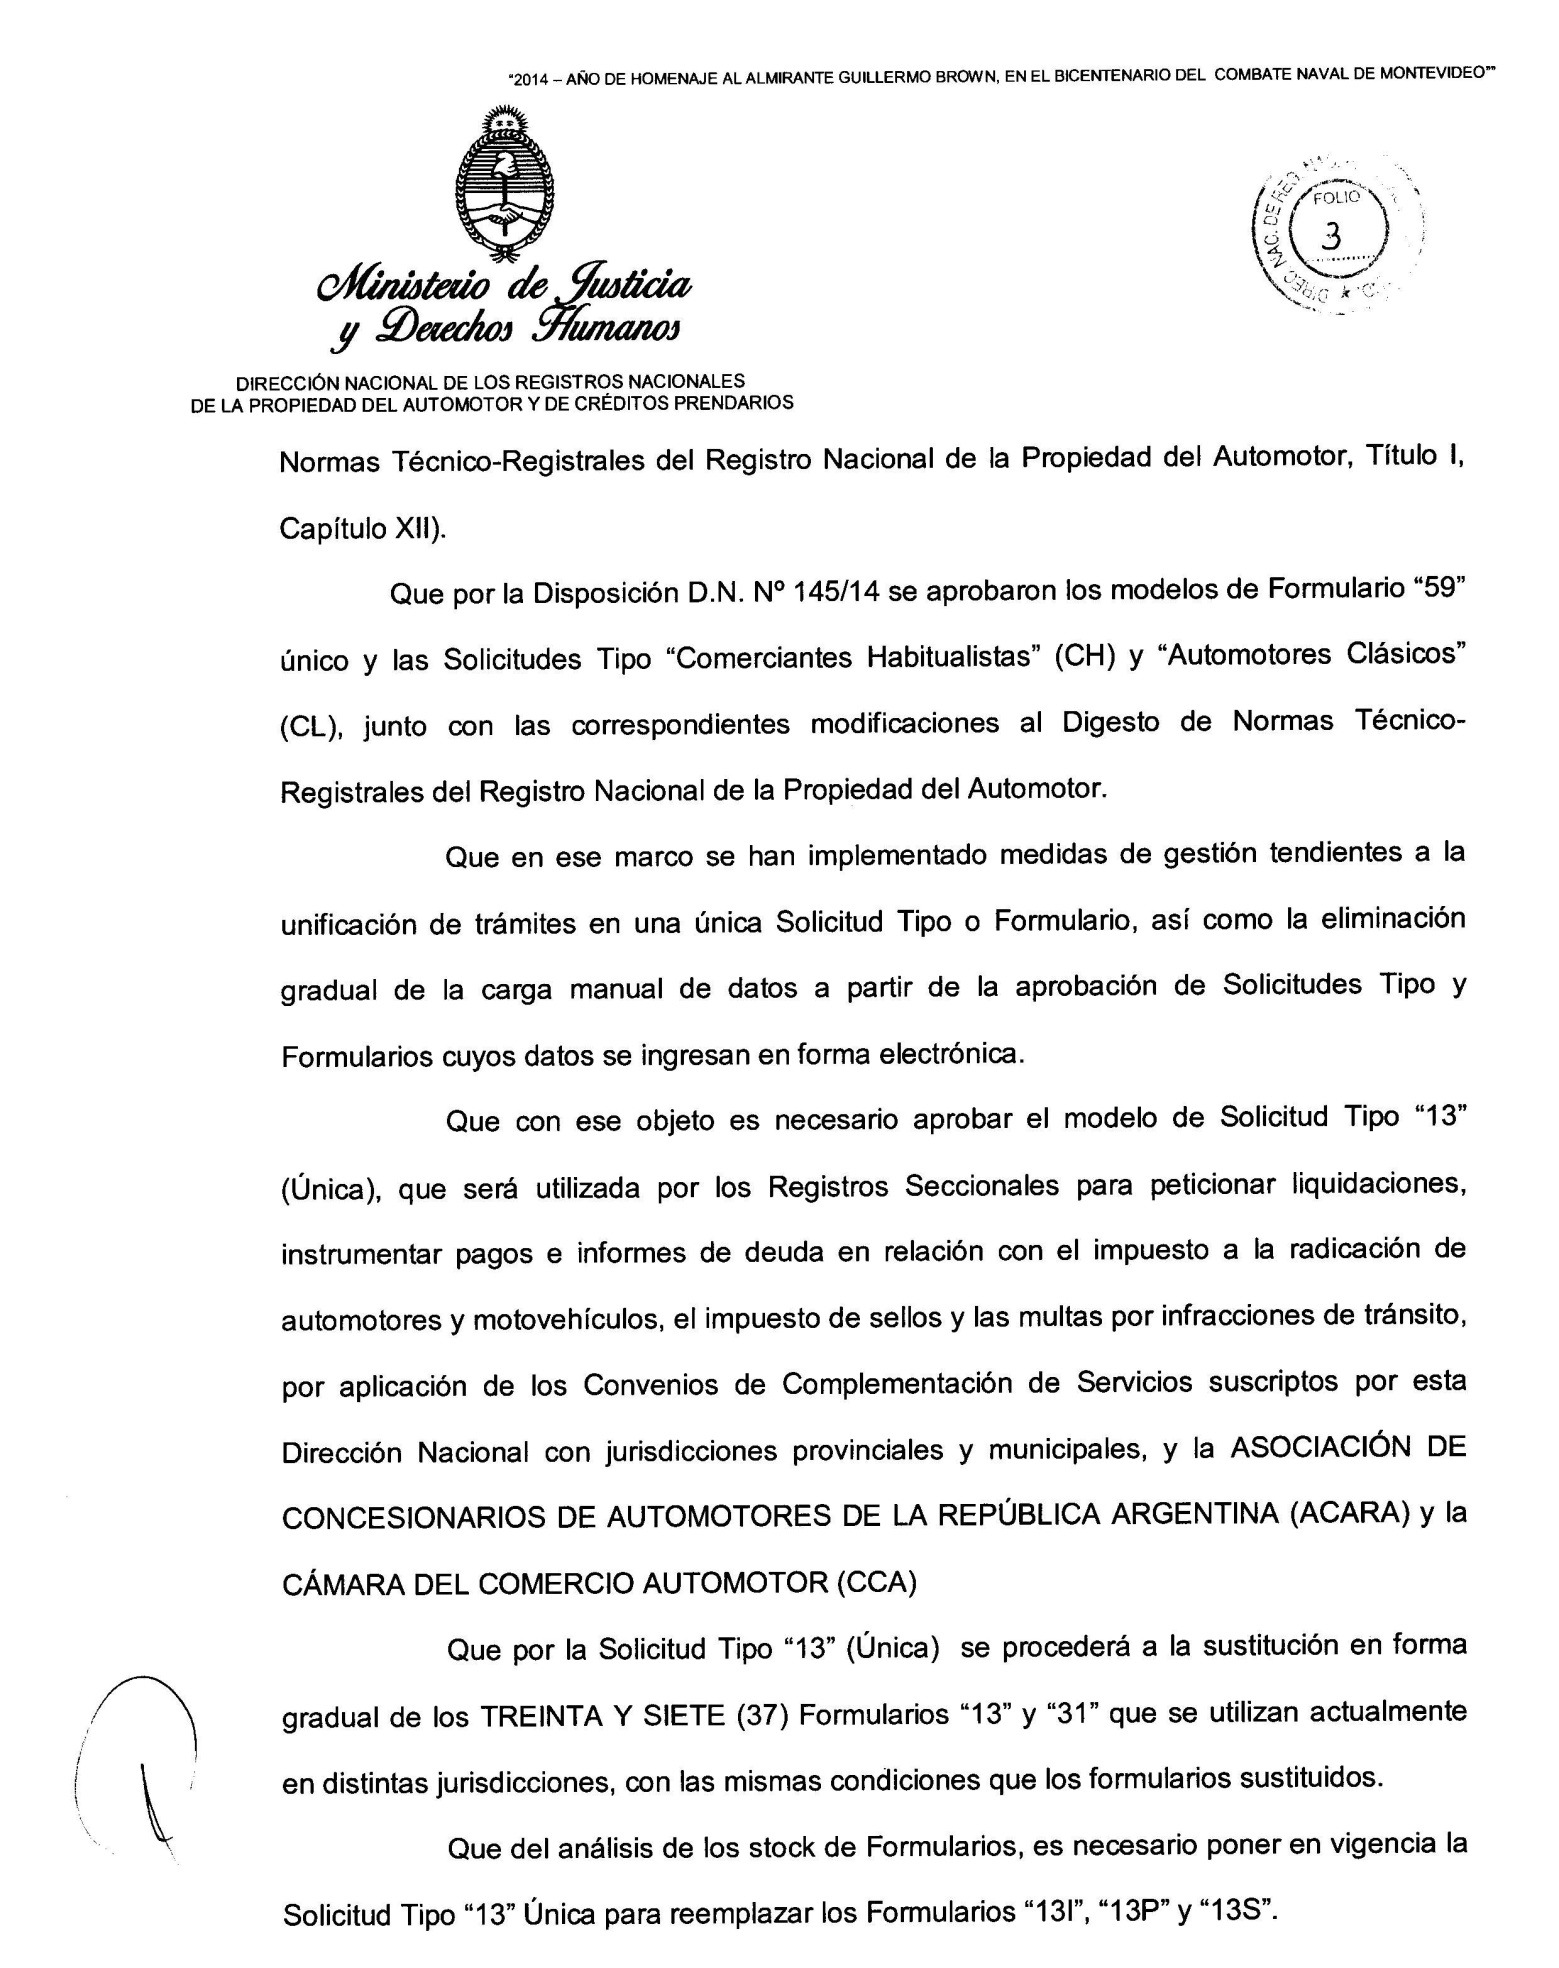 "2014 – AÑO DE HOMENAJE AL ALMIRANTE GUILLERMO BROWN, EN EL BICENTENARIO DEL COMBATE NAVAL DE MONTEVIDEO""
FOLIO
3
DIREC. NAC. DE REG.
Ministerio de Justicia
y Derechos Humanos
DIRECCIÓN NACIONAL DE LOS REGISTROS NACIONALES
DE LA PROPIEDAD DEL AUTOMOTOR Y DE CRÉDITOS PRENDARIOS
Normas Técnico-Registrales del Registro Nacional de la Propiedad del Automotor, Título I,
Capítulo XII).
Que por la Disposición D.N. Nº 145/14 se aprobaron los modelos de Formulario “59”
único y las Solicitudes Tipo “Comerciantes Habitualistas” (CH) y “Automotores Clásicos”
(CL), junto con las correspondientes modificaciones al Digesto de Normas Técnico-
Registrales del Registro Nacional de la Propiedad del Automotor.
Que en ese marco se han implementado medidas de gestión tendientes a la
unificación de trámites en una única Solicitud Tipo o Formulario, así como la eliminación
gradual de la carga manual de datos a partir de la aprobación de Solicitudes Tipo y
Formularios cuyos datos se ingresan en forma electrónica.
Que con ese objeto es necesario aprobar el modelo de Solicitud Tipo “13”
(Única), que será utilizada por los Registros Seccionales para peticionar liquidaciones,
instrumentar pagos e informes de deuda en relación con el impuesto a la radicación de
automotores y motovehículos, el impuesto de sellos y las multas por infracciones de tránsito,
por aplicación de los Convenios de Complementación de Servicios suscriptos por esta
Dirección Nacional con jurisdicciones provinciales y municipales, y la ASOCIACIÓN DE
CONCESIONARIOS DE AUTOMOTORES DE LA REPÚBLICA ARGENTINA (ACARA) y la
CÁMARA DEL COMERCIO AUTOMOTOR (CCA)
Que por la Solicitud Tipo “13” (Única) se procederá a la sustitución en forma
gradual de los TREINTA Y SIETE (37) Formularios “13” y “31” que se utilizan actualmente
en distintas jurisdicciones, con las mismas condiciones que los formularios sustituidos.
Que del análisis de los stock de Formularios, es necesario poner en vigencia la
Solicitud Tipo “13” Única para reemplazar los Formularios “13I”, “13P” y “13S”.